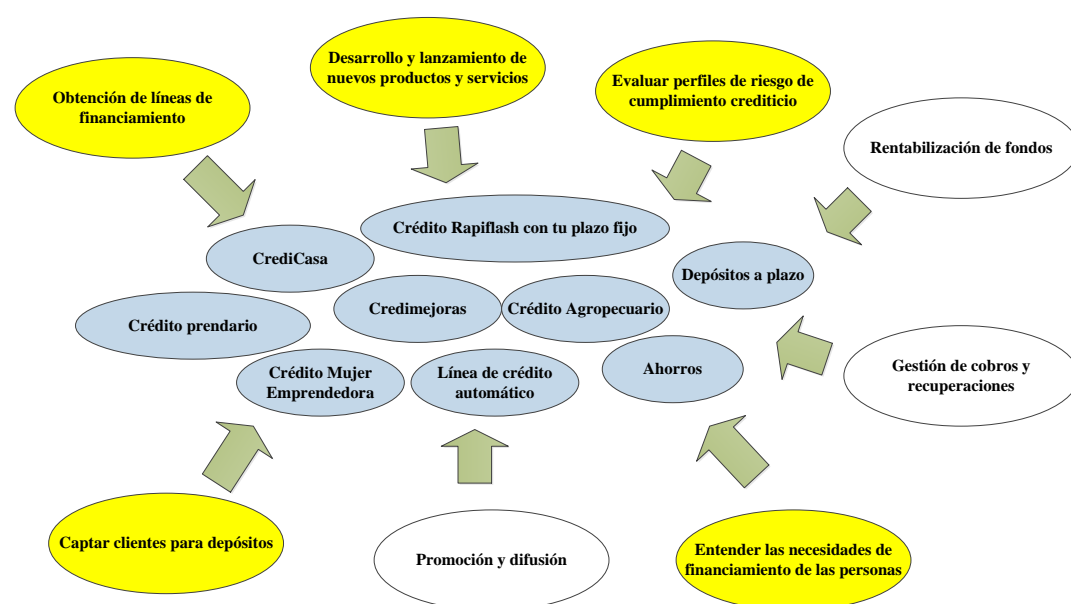 Desarrollo y lanzamiento de
nuevos productos y servicios
Evaluar perfiles de riesgo de
cumplimiento crediticio
Obtención de líneas de
financiamiento
Rentabilización de fondos
Crédito Rapiflash con tu plazo fijo
CrediCasa
Depósitos a plazo
Credimejoras
Crédito Agropecuario
Crédito prendario
Crédito Mujer
Emprendedora
Línea de crédito
automático
Ahorros
Gestión de cobros y
recuperaciones
Captar clientes para depósitos
Promoción y difusión
Entender las necesidades de
financiamiento de las personas